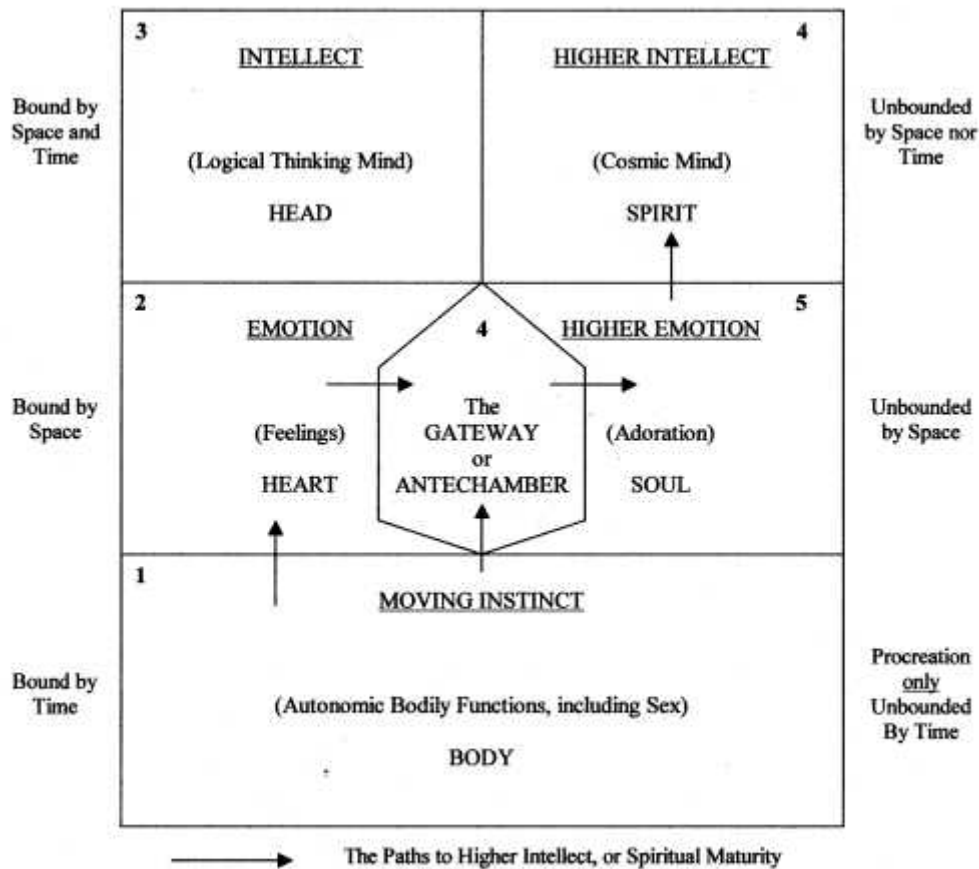 3
INTELLECT
4
HIGHER INTELLECT
Bound by
Space and
Time
(Logical Thinking Mind)
HEAD
(Cosmic Mind)
SPIRIT
Unbounded
by Space nor
Time
2
EMOTION
4
5
HIGHER EMOTION
Bound by
Space
(Feelings)
HEART
The
GATEWAY
or
ANTECHAMBER
(Adoration)
SOUL
Unbounded
by Space
1
MOVING INSTINCT
Bound by
Time
(Autonomic Bodily Functions, including Sex)
BODY
Procreation
only
Unbounded
By Time
The Paths to Higher Intellect, or Spiritual Maturity